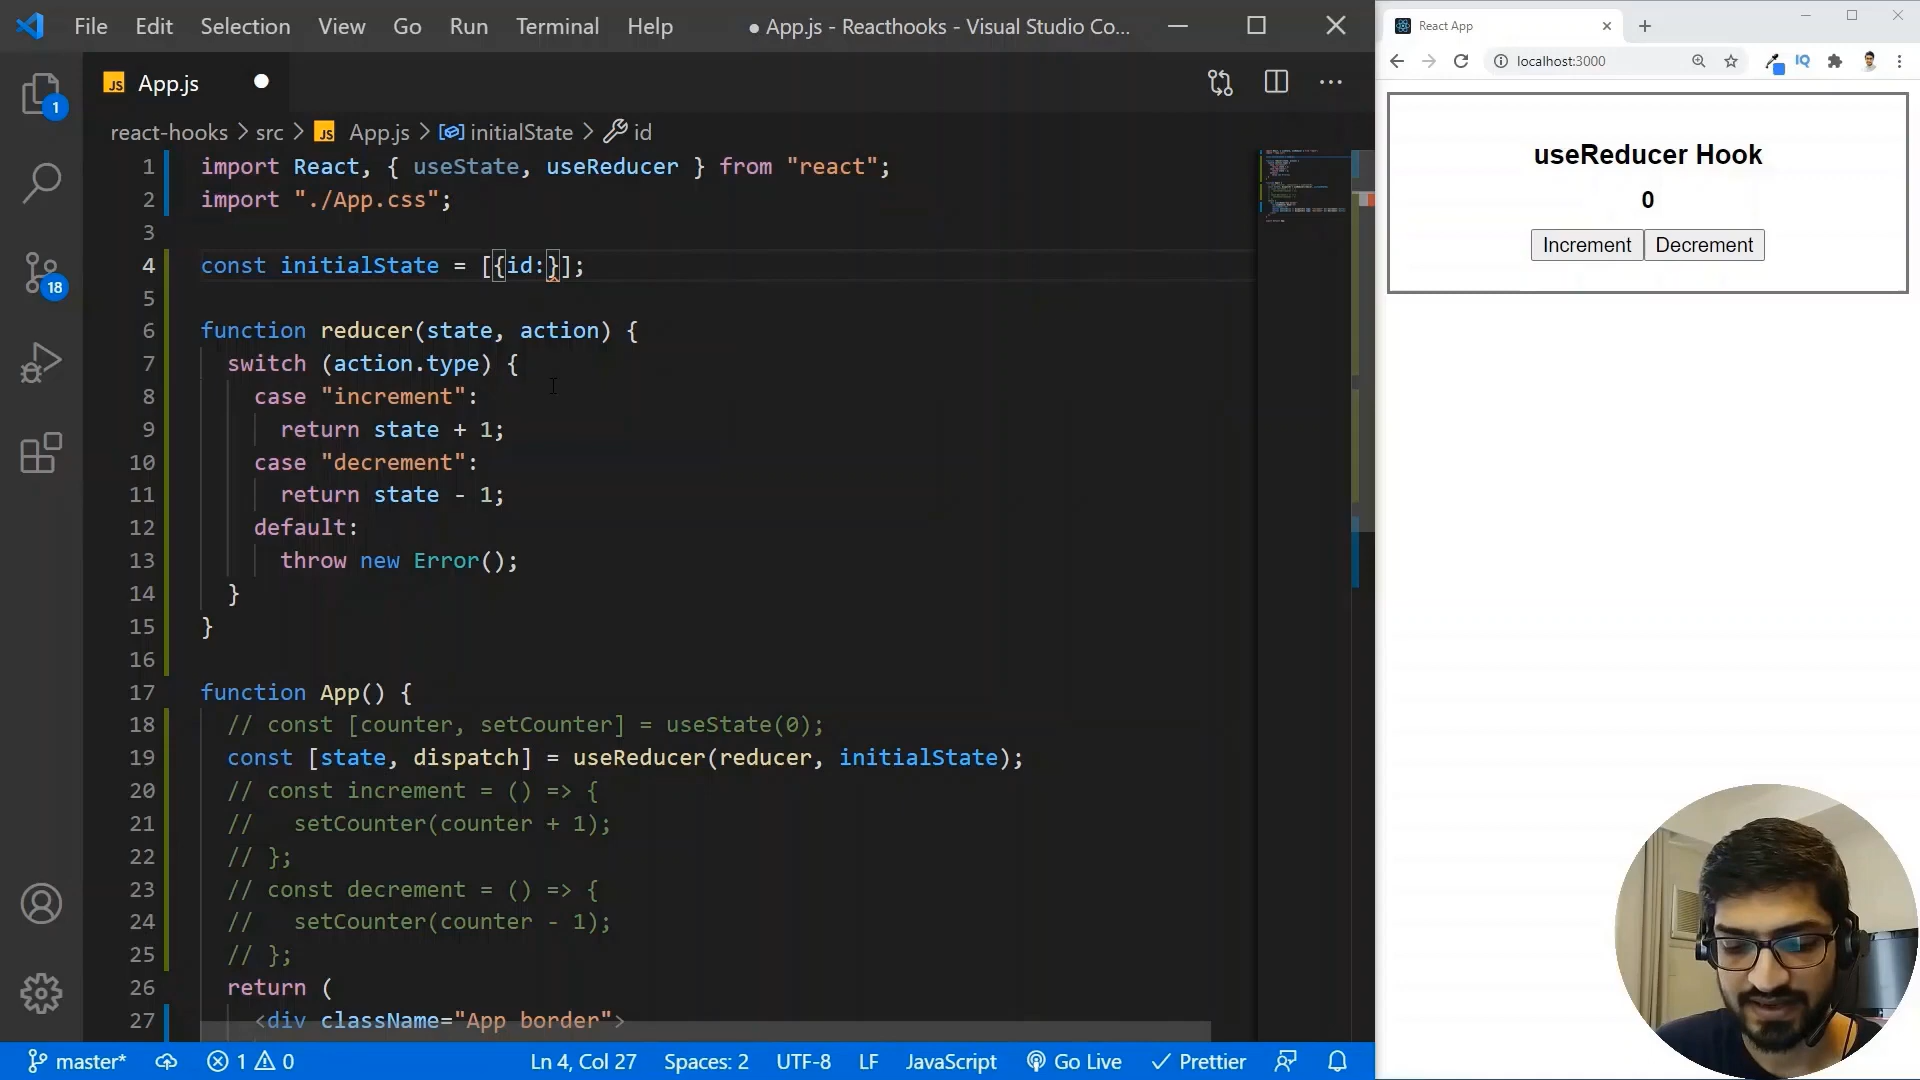 File Edit Selection View Go Run Terminal Help ● App.js - Reacthooks - Visual Studio Co...
JS App.js
react-hooks > src > JS App.js > initialState > id
1 import React, { useState, useReducer } from "react";
2 import "./App.css";
3
4 const initialState = [{id:}];
5
6 function reducer(state, action) {
7 switch (action.type) {
8 case "increment":
9 return state + 1;
10 case "decrement":
11 return state - 1;
12 default:
13 throw new Error();
14 }
15 }
16
17 function App() {
18 // const [counter, setCounter] = useState(0);
19 const [state, dispatch] = useReducer(reducer, initialState);
20 // const increment = () => {
21 // setCounter(counter + 1);
22 // };
23 // const decrement = () => {
24 // setCounter(counter - 1);
25 // };
26 return (
27 <div className="App border">
1
18
master* 1 0 Ln 4, Col 27 Spaces: 2 UTF-8 LF JavaScript Go Live Prettier
React App
localhost:3000
IQ
useReducer Hook
0
Increment Decrement